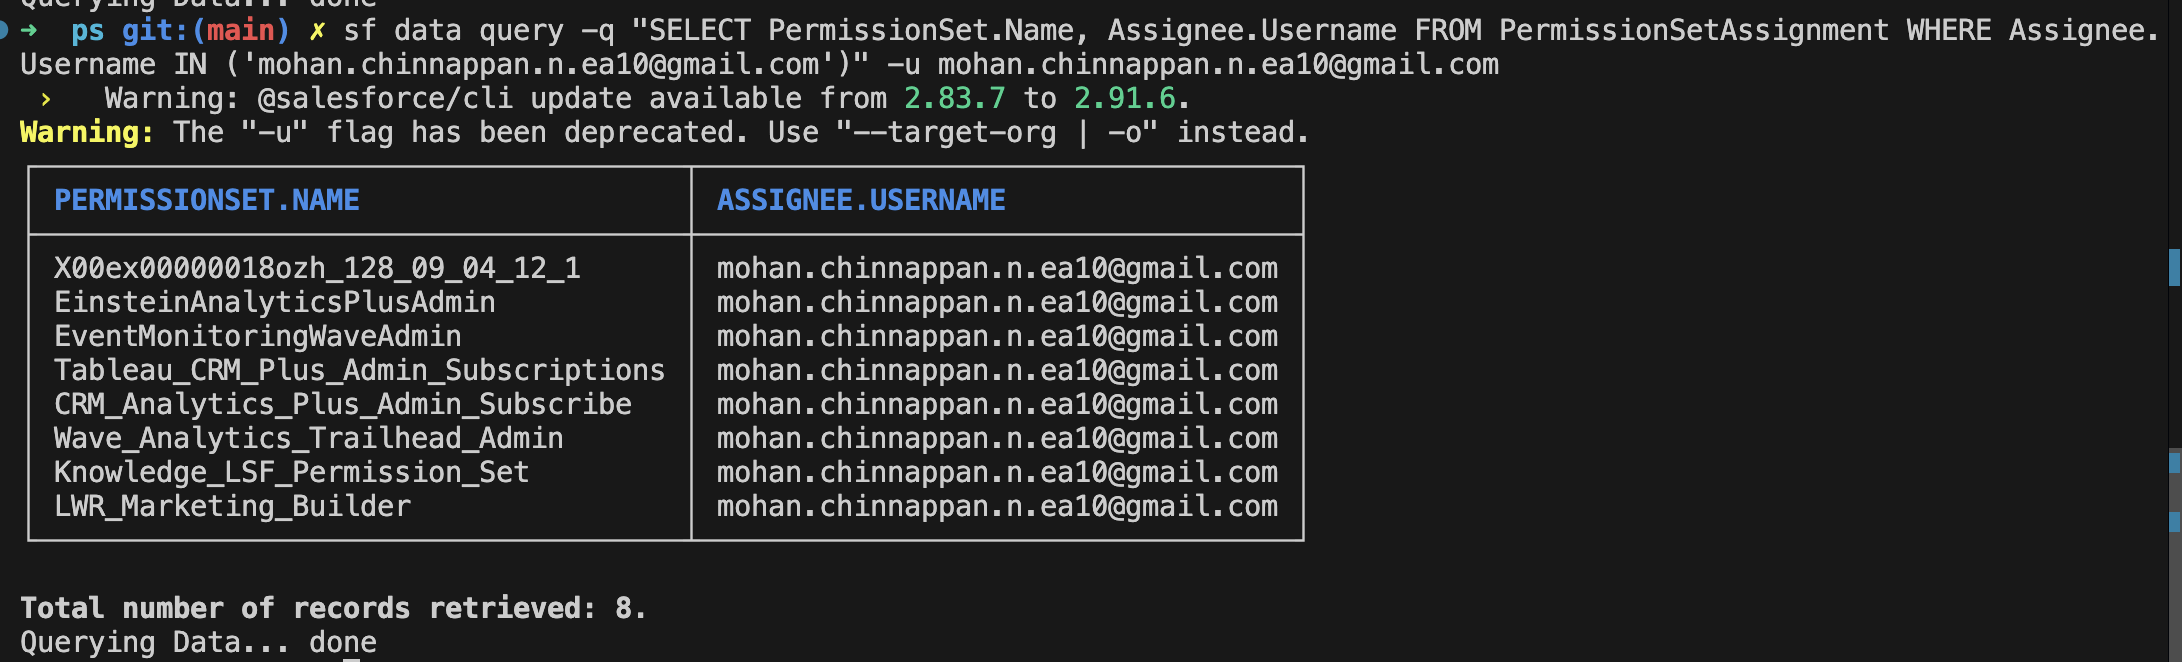 Querying Data... done
➜  ps git:(main) ✗ sf data query -q "SELECT PermissionSet.Name, Assignee.Username FROM PermissionSetAssignment WHERE Assignee.
Username IN ('mohan.chinnappan.n.ea10@gmail.com')" -u mohan.chinnappan.n.ea10@gmail.com
›   Warning: @salesforce/cli update available from 2.83.7 to 2.91.6.
Warning: The "-u" flag has been deprecated. Use "--target-org | -o" instead.
PERMISSIONSET.NAME ASSIGNEE.USERNAME
X00ex00000018ozh_128_09_04_12_1 mohan.chinnappan.n.ea10@gmail.com
EinsteinAnalyticsPlusAdmin mohan.chinnappan.n.ea10@gmail.com
EventMonitoringWaveAdmin mohan.chinnappan.n.ea10@gmail.com
Tableau_CRM_Plus_Admin_Subscriptions mohan.chinnappan.n.ea10@gmail.com
CRM_Analytics_Plus_Admin_Subscribe mohan.chinnappan.n.ea10@gmail.com
Wave_Analytics_Trailhead_Admin mohan.chinnappan.n.ea10@gmail.com
Knowledge_LSF_Permission_Set mohan.chinnappan.n.ea10@gmail.com
LWR_Marketing_Builder mohan.chinnappan.n.ea10@gmail.com
Total number of records retrieved: 8.
Querying Data... done